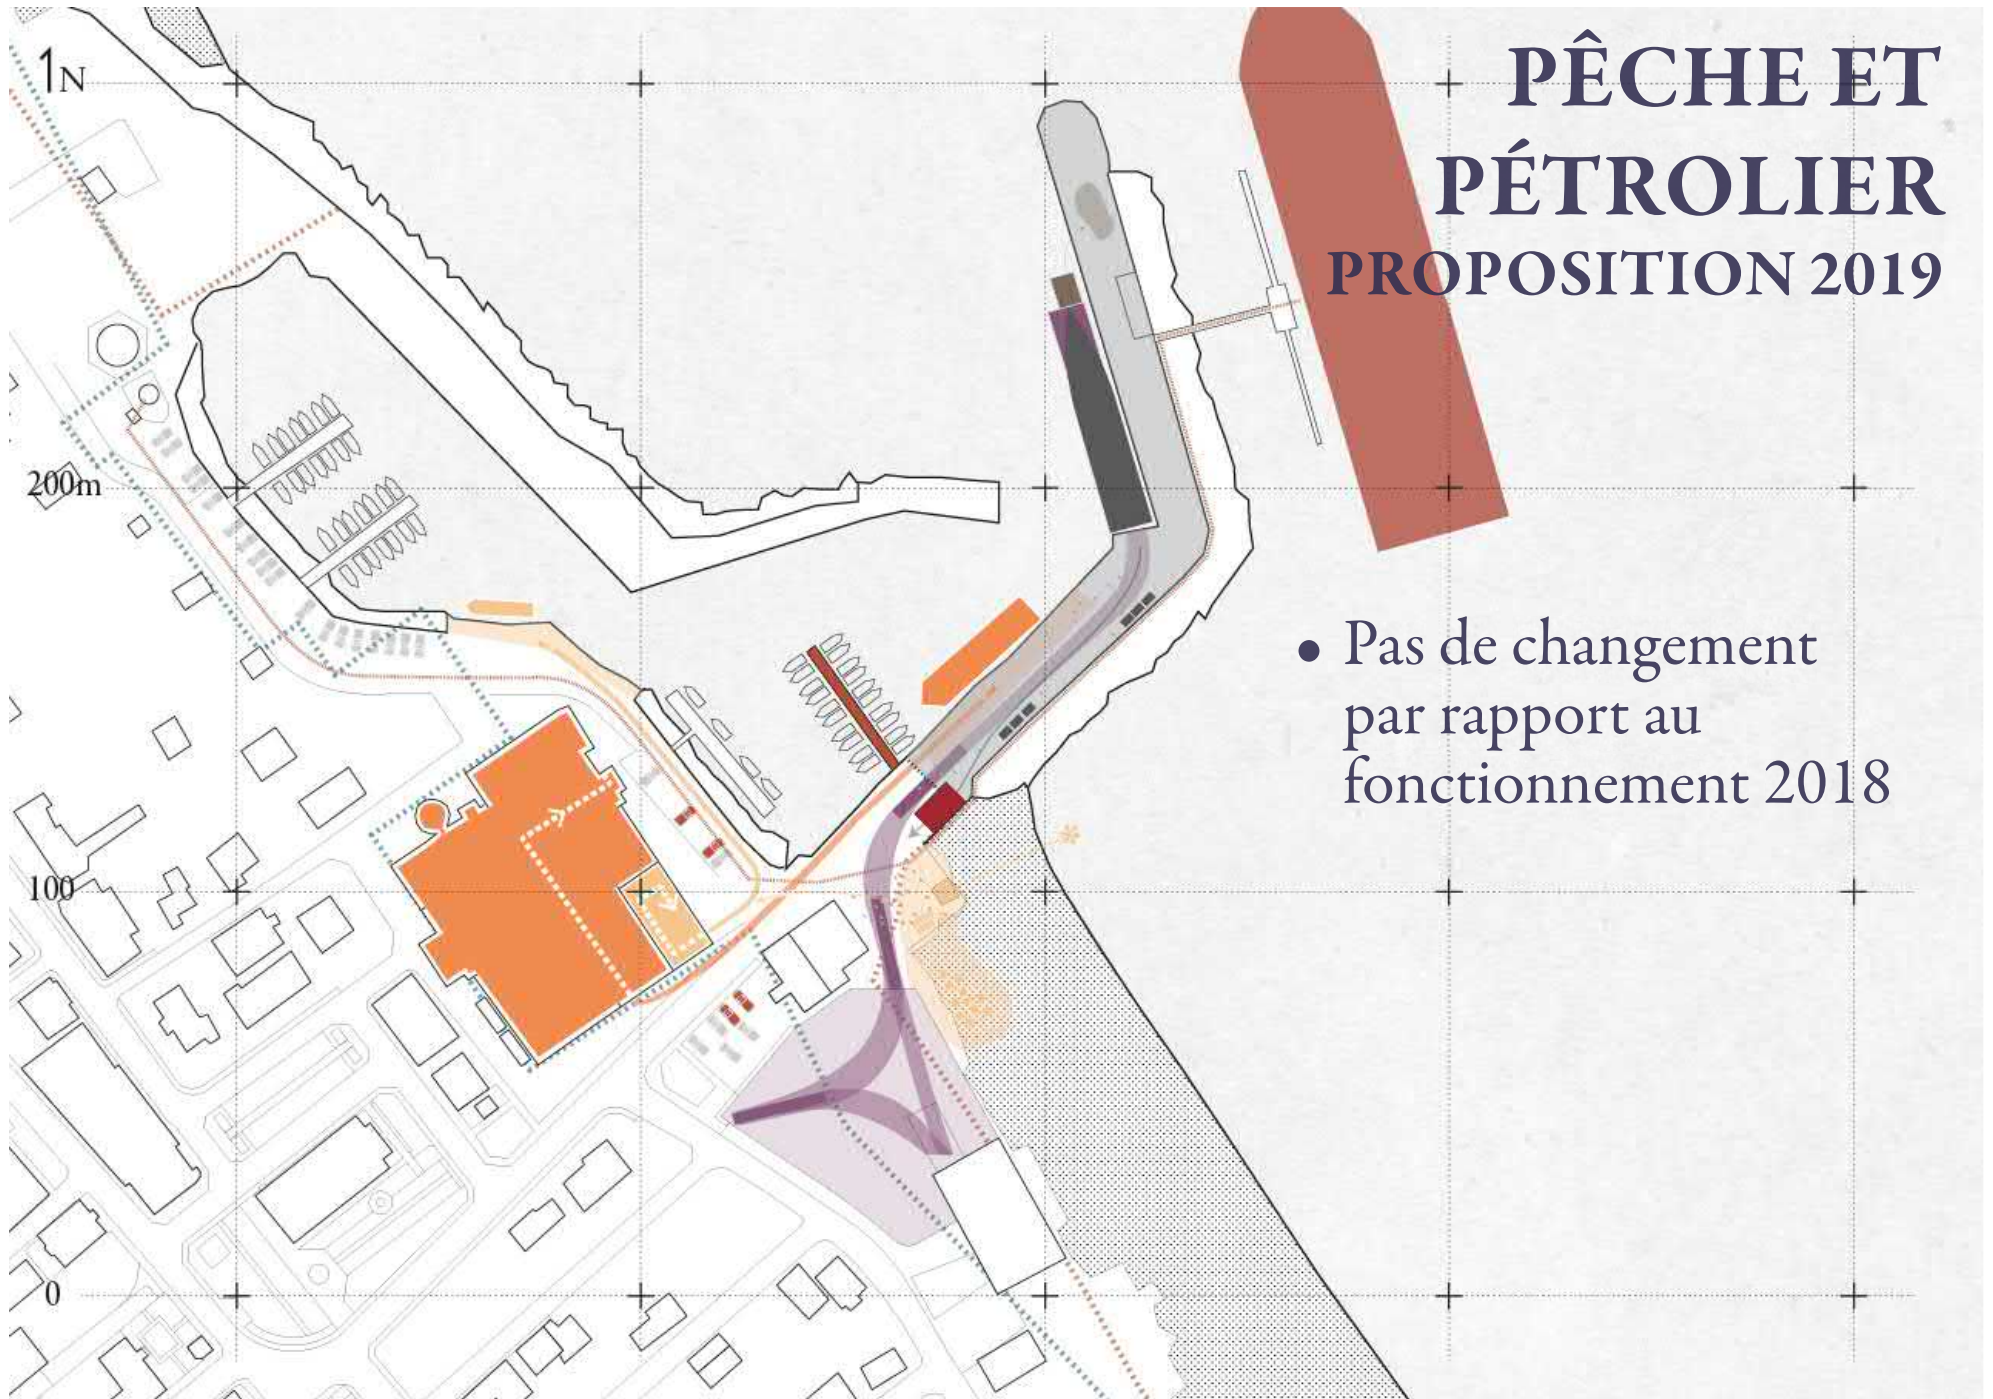 PÊCHE ET
PÉTROLIER
PROPOSITION 2019
N
200m
• Pas de changement
par rapport au
fonctionnement 2018
100
0